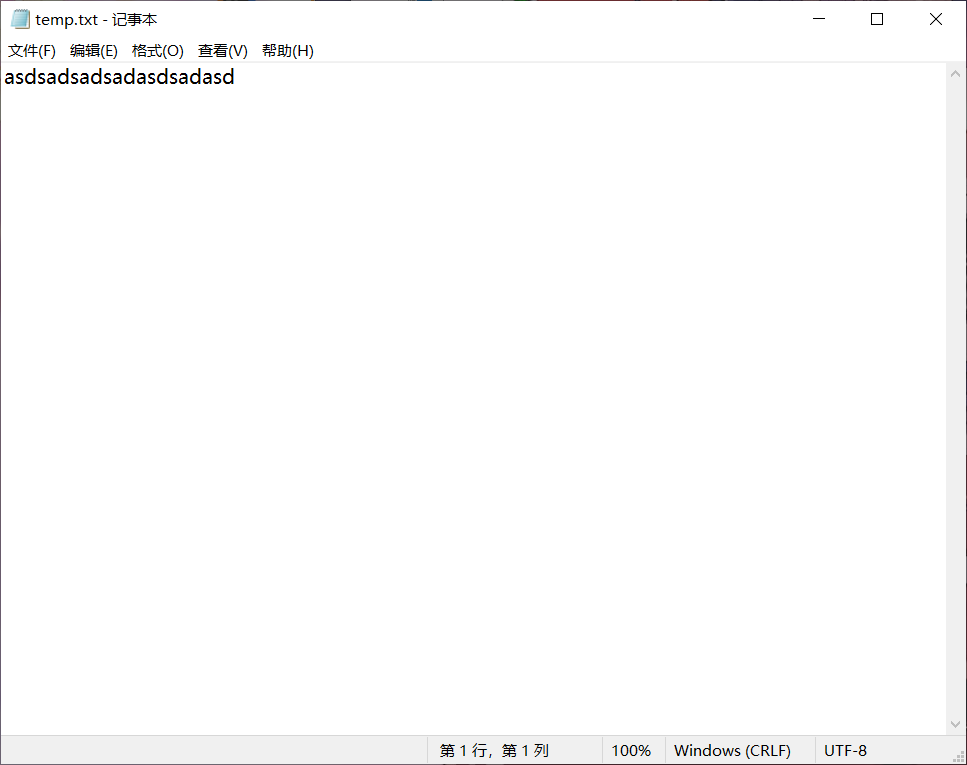 temp.txt - 记事本
文件(F) 编辑(E) 格式(O) 查看(V) 帮助(H)
asdsadsadsadasdsadasd
第 1 行，第 1 列 100% Windows (CRLF) UTF-8